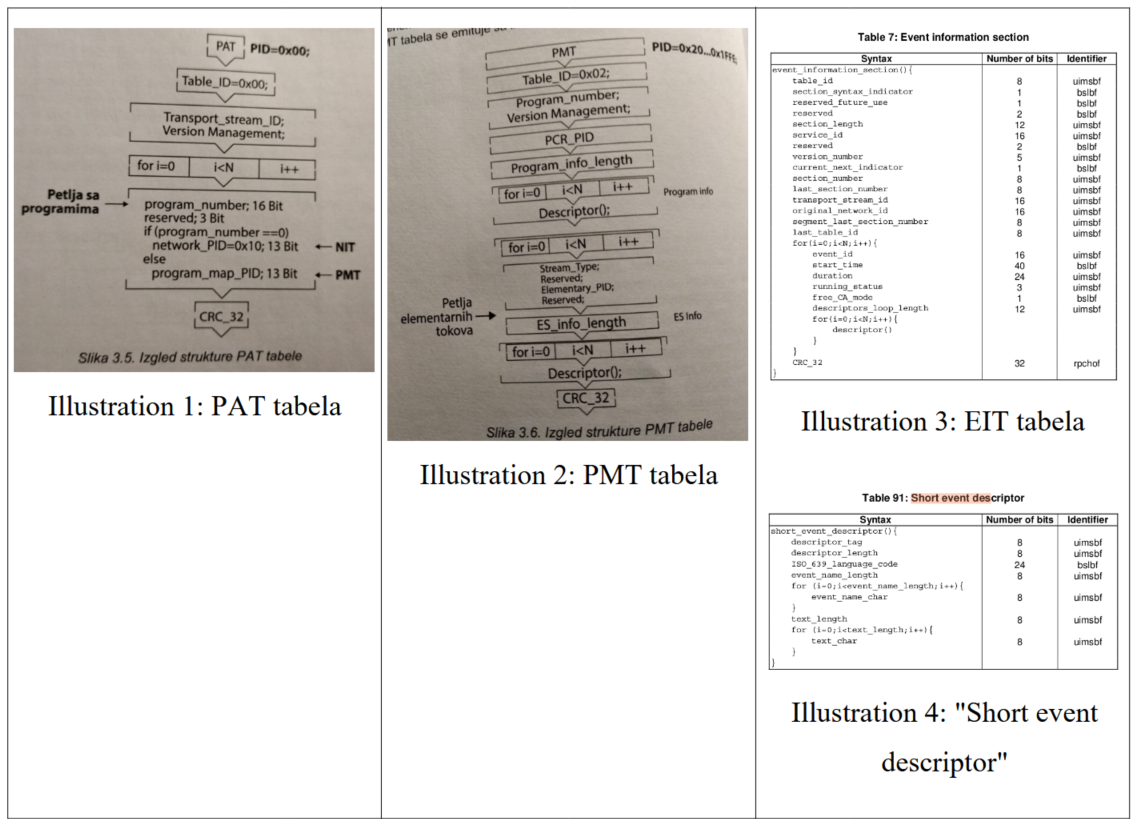 PAT PID=0x00;
Table_ID=0x00;
Transport_stream_ID;
Version Management;
for i=0 i<N i++
Petlja sa
programima
program_number; 16 Bit
reserved; 3 Bit
if (program_number ==0)
network_PID=0x10; 13 Bit NIT
else
program_map_PID; 13 Bit PMT
CRC_32
Slika 3.5. Izgled strukture PAT tabele
Illustration 1: PAT tabela
MT tabela se emituje
PMT PID=0x20...0x1FFE;
Table_ID=0x02;
Program_number;
Version Management;
PCR_PID
Program_info_length
for i=0 i<N i++ Program info
Descriptor();
for i=0 i<N i++
Stream_Type;
Reserved;
Elementary_PID;
Reserved;
Petlja
elementarnih
tokova
ES_info_length ES Info
for i=0 i<N i++
Descriptor();
CRC_32
Slika 3.6. Izgled strukture PMT tabele
Illustration 2: PMT tabela
Table 7: Event information section
Syntax Number of bits Identifier
event_information_section(){
table_id 8 uimsbf
section_syntax_indicator 1 bslbf
reserved_future_use 1 bslbf
reserved 2 bslbf
section_length 12 uimsbf
service_id 16 uimsbf
reserved 2 bslbf
version_number 5 uimsbf
current_next_indicator 1 bslbf
section_number 8 uimsbf
last_section_number 8 uimsbf
transport_stream_id 16 uimsbf
original_network_id 16 uimsbf
segment_last_section_number 8 uimsbf
last_table_id 8 uimsbf
for(i=0;i<N;i++){
event_id 16 uimsbf
start_time 40 bslbf
duration 24 uimsbf
running_status 3 uimsbf
free_CA_mode 1 bslbf
descriptors_loop_length 12 uimsbf
for(i=0;i<N;i++){
descriptor()
}
}
CRC_32 32 rpchof
}
Illustration 3: EIT tabela
Table 91: Short event descriptor
Syntax Number of bits Identifier
short_event_descriptor(){
descriptor_tag 8 uimsbf
descriptor_length 8 uimsbf
ISO_639_language_code 24 bslbf
event_name_length 8 uimsbf
for (i=0;i<event_name_length;i++){
event_name_char 8 uimsbf
}
text_length 8 uimsbf
for (i=0;i<text_length;i++){
text_char 8 uimsbf
}
}
Illustration 4: "Short event
descriptor"